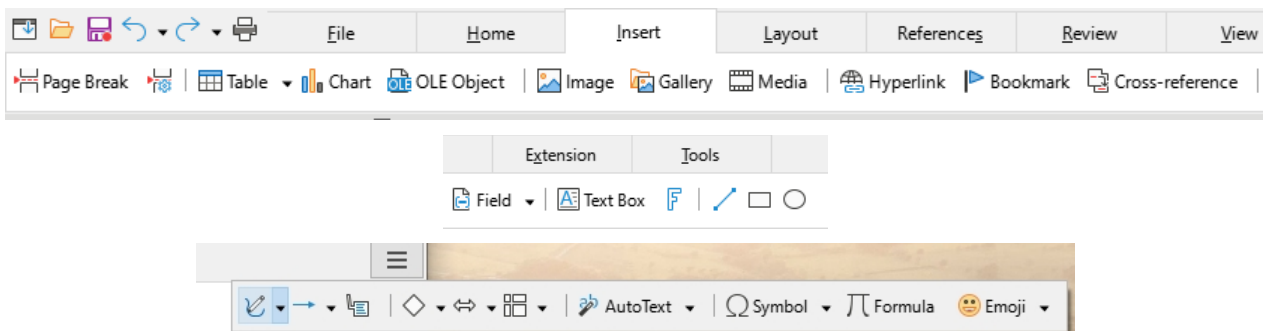 File Home Insert Layout References Review View
Page Break Table Chart OLE Object Image Gallery Media Hyperlink Bookmark Cross-reference
Extension Tools
Field Text Box
AutoText Symbol Formula Emoji